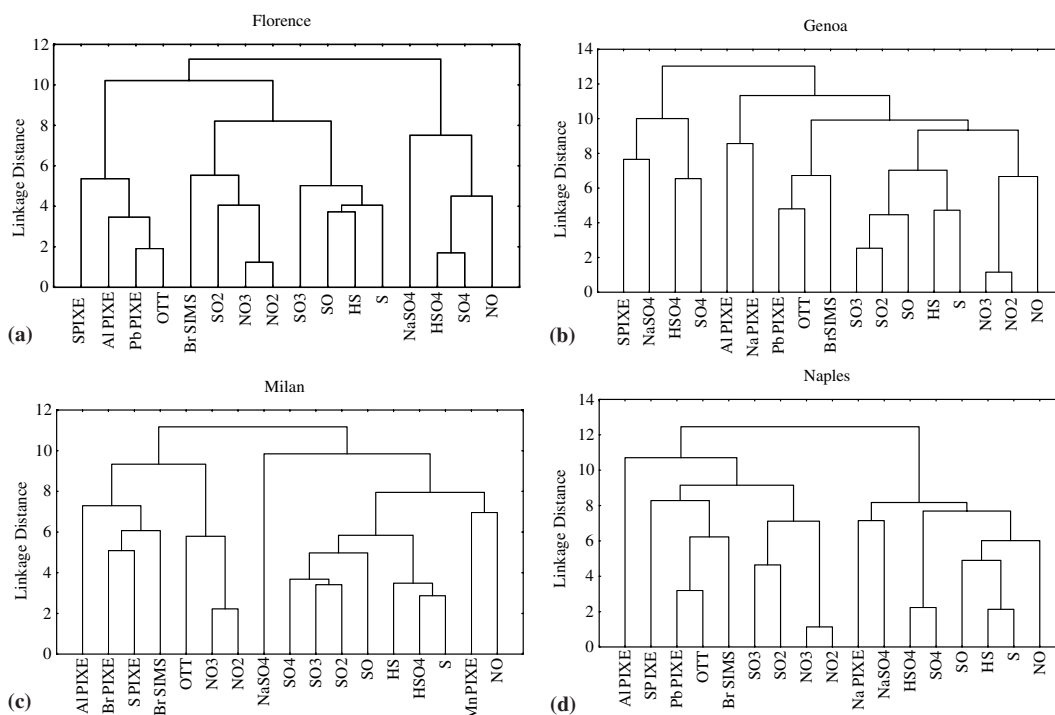 Florence
12
10
8
6
4
2
0
Linkage Distance
SPIXE
Al PIXE
Pb PIXE
OTT
Br SIMS
SO2
NO3
NO2
SO3
SO
HS
S
NaSO4
HSO4
SO4
NO
(a)
Genoa
14
12
10
8
6
4
2
0
Linkage Distance
SPIXE
NaSO4
HSO4
SO4
Al PIXE
Na PIXE
Pb PIXE
OTT
BrSIMS
SO3
SO2
SO
HS
S
NO3
NO2
NO
(b)
Milan
12
10
8
6
4
2
0
Linkage Distance
Al PIXE
Br PIXE
S PIXE
Br SIMS
OTT
NO3
NO2
NaSO4
SO4
SO3
SO2
SO
HS
HSO4
S
Mn PIXE
NO
(c)
Naples
14
12
10
8
6
4
2
0
Linkage Distance
Al PIXE
SP IXE
Pb PIXE
OTT
Br SIMS
SO3
SO2
NO3
NO2
Na PIXE
NaSO4
HSO4
SO4
SO
HS
S
NO
(d)